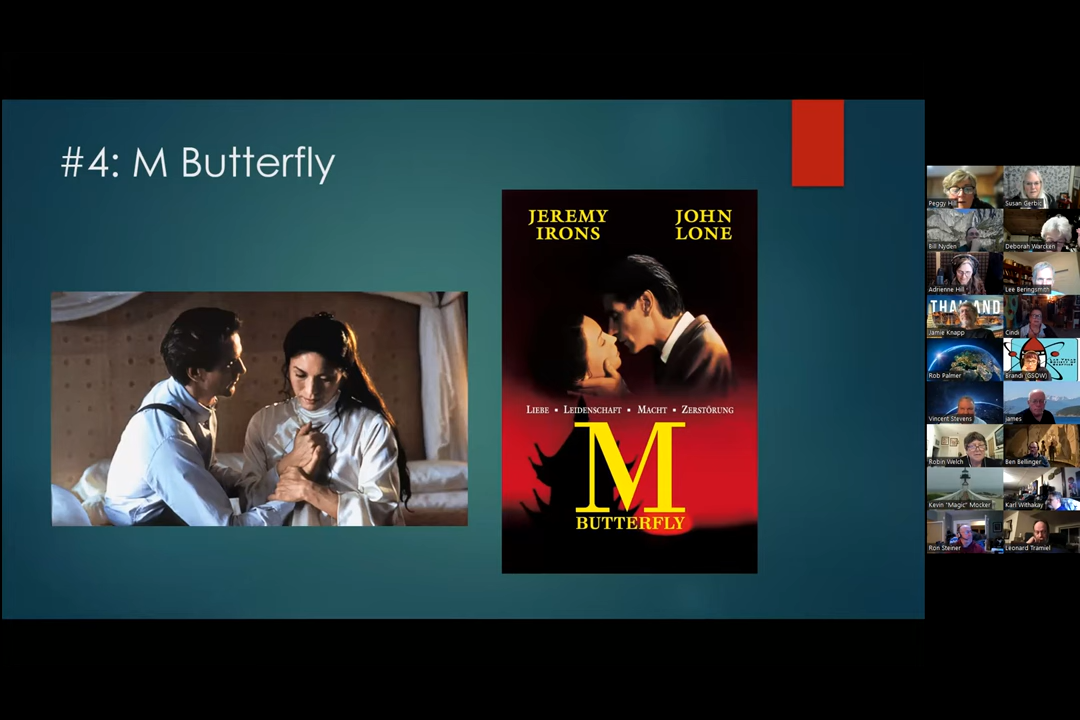 #4: M Butterfly
JEREMY
IRONS
JOHN
LONE
LIEBE • LEIDENSCHAFT • MACHT • ZERSTÖRUNG
M
BUTTERFLY
Peggy Hill
Susan Gerbic
Bill Nyden
Deborah Warcken
Adrienne Hill
Lee Beringsmith
THAILAND
Jamie Knapp
Cindi
Rob Palmer
Brandi (GSOW)
Vincent Stevens
James
Robin Welch
Ben Bellinger
Kevin "Magic" Mocker
Karl Withakay
Ron Steiner
Leonard Tramiel